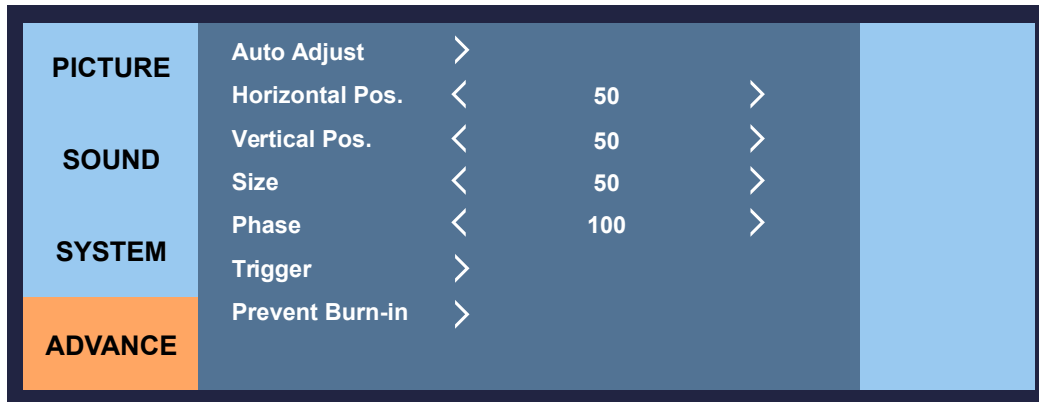 PICTURE
SOUND
SYSTEM
ADVANCE
Auto Adjust
Horizontal Pos. 50
Vertical Pos. 50
Size 50
Phase 100
Trigger
Prevent Burn-in